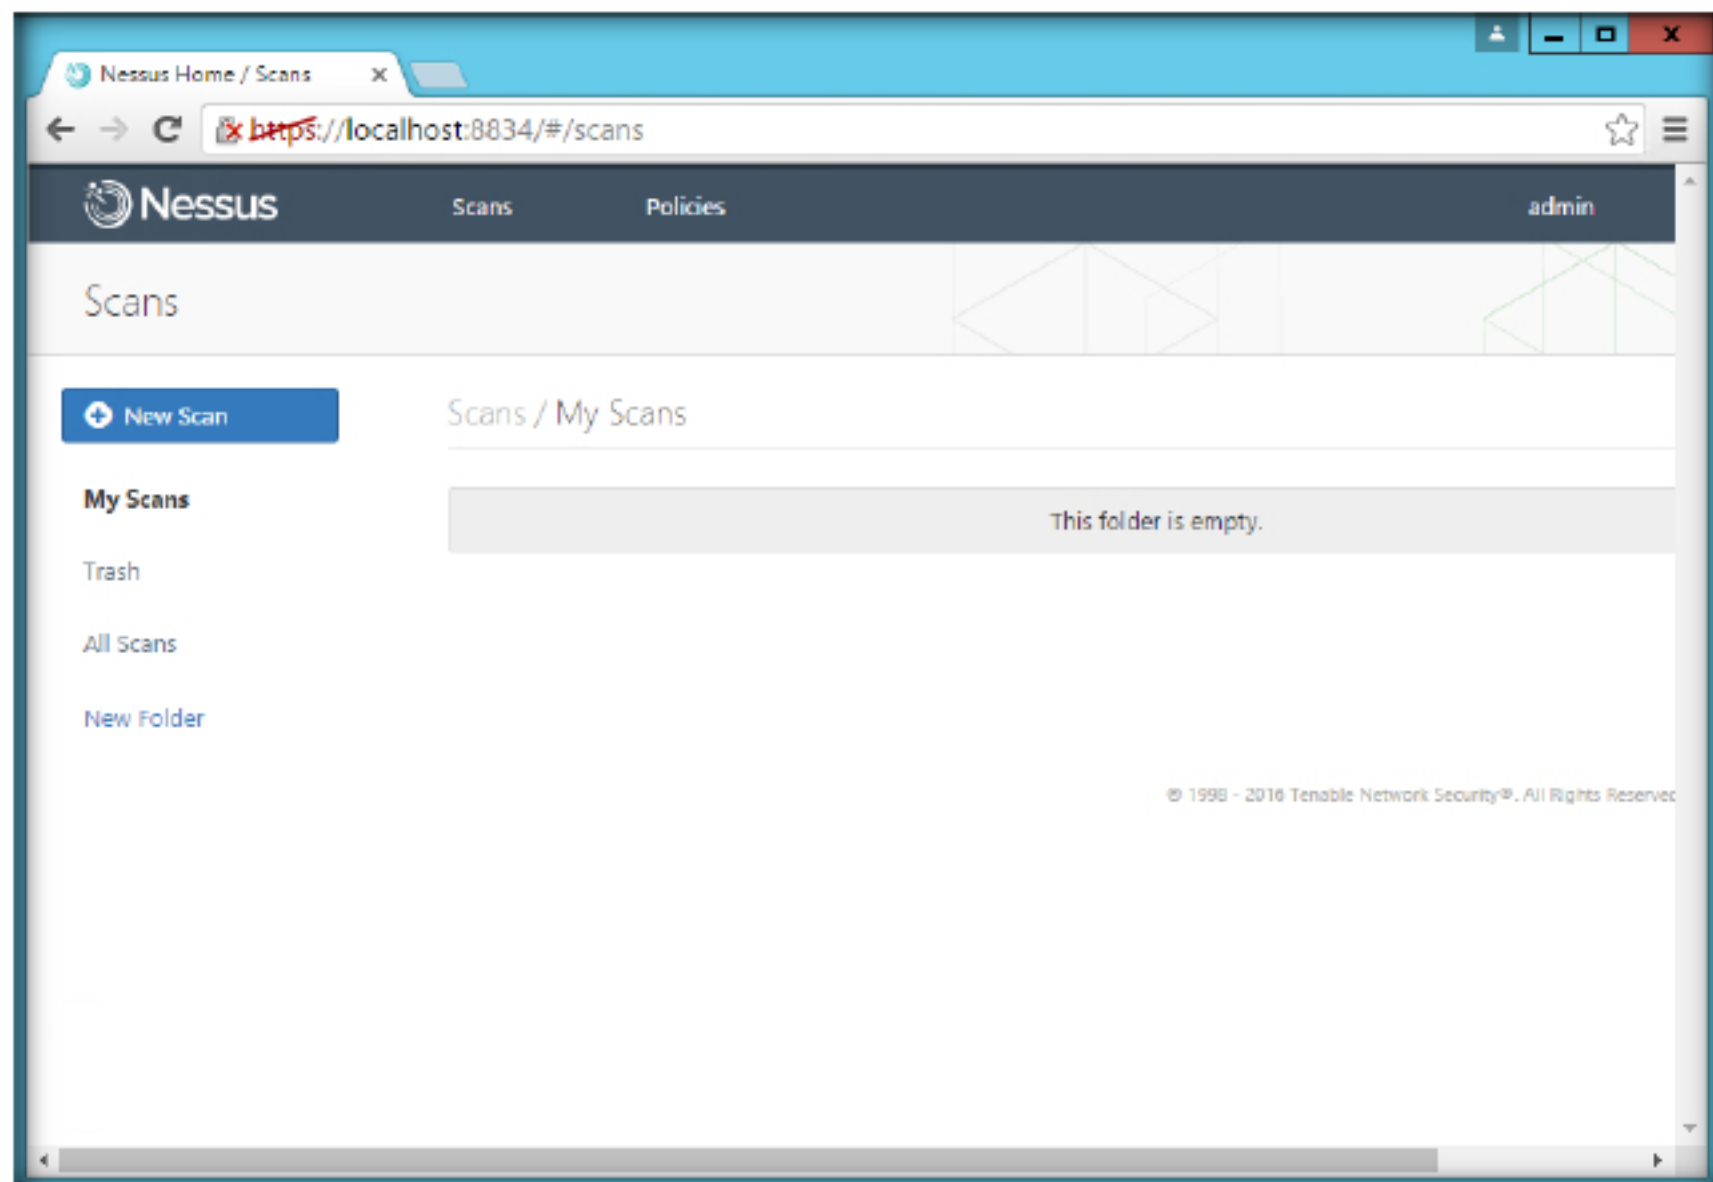 Nessus Home / Scans
https://localhost:8834/#/scans
Nessus
Scans
Policies
admin
Scans
New Scan
Scans / My Scans
My Scans
This folder is empty.
Trash
All Scans
New Folder
© 1998 - 2016 Tenable Network Security®. All Rights Reserved